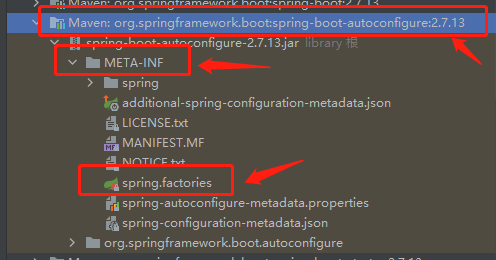 Maven: org.springframework.boot:spring-boot:2.7.13
Maven: org.springframework.boot:spring-boot-autoconfigure:2.7.13
spring-boot-autoconfigure-2.7.13.jar library 根
META-INF
spring
additional-spring-configuration-metadata.json
LICENSE.txt
MANIFEST.MF
NOTICE.txt
spring.factories
spring-autoconfigure-metadata.properties
spring-configuration-metadata.json
org.springframework.boot.autoconfigure